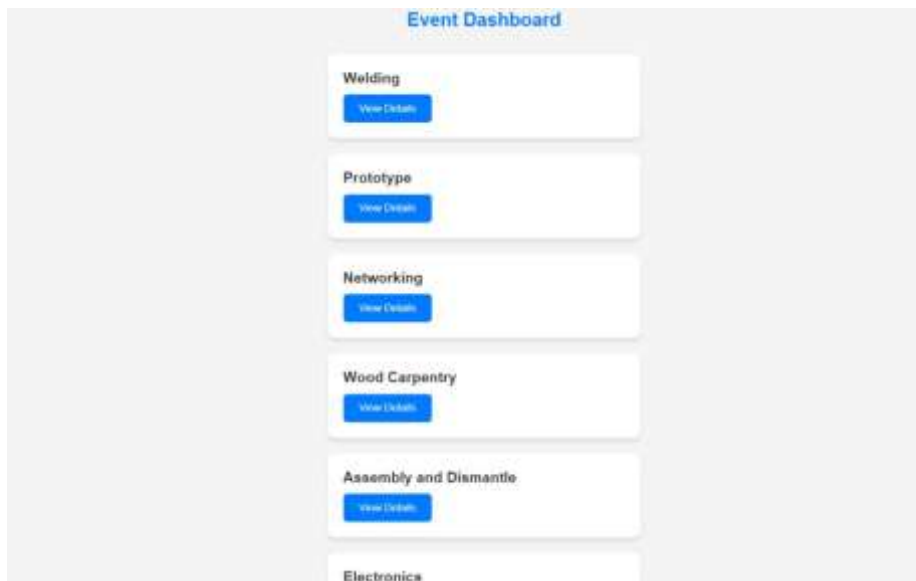 Event Dashboard
Welding
View Details
Prototype
View Details
Networking
View Details
Wood Carpentry
View Details
Assembly and Dismantle
View Details
Electronics